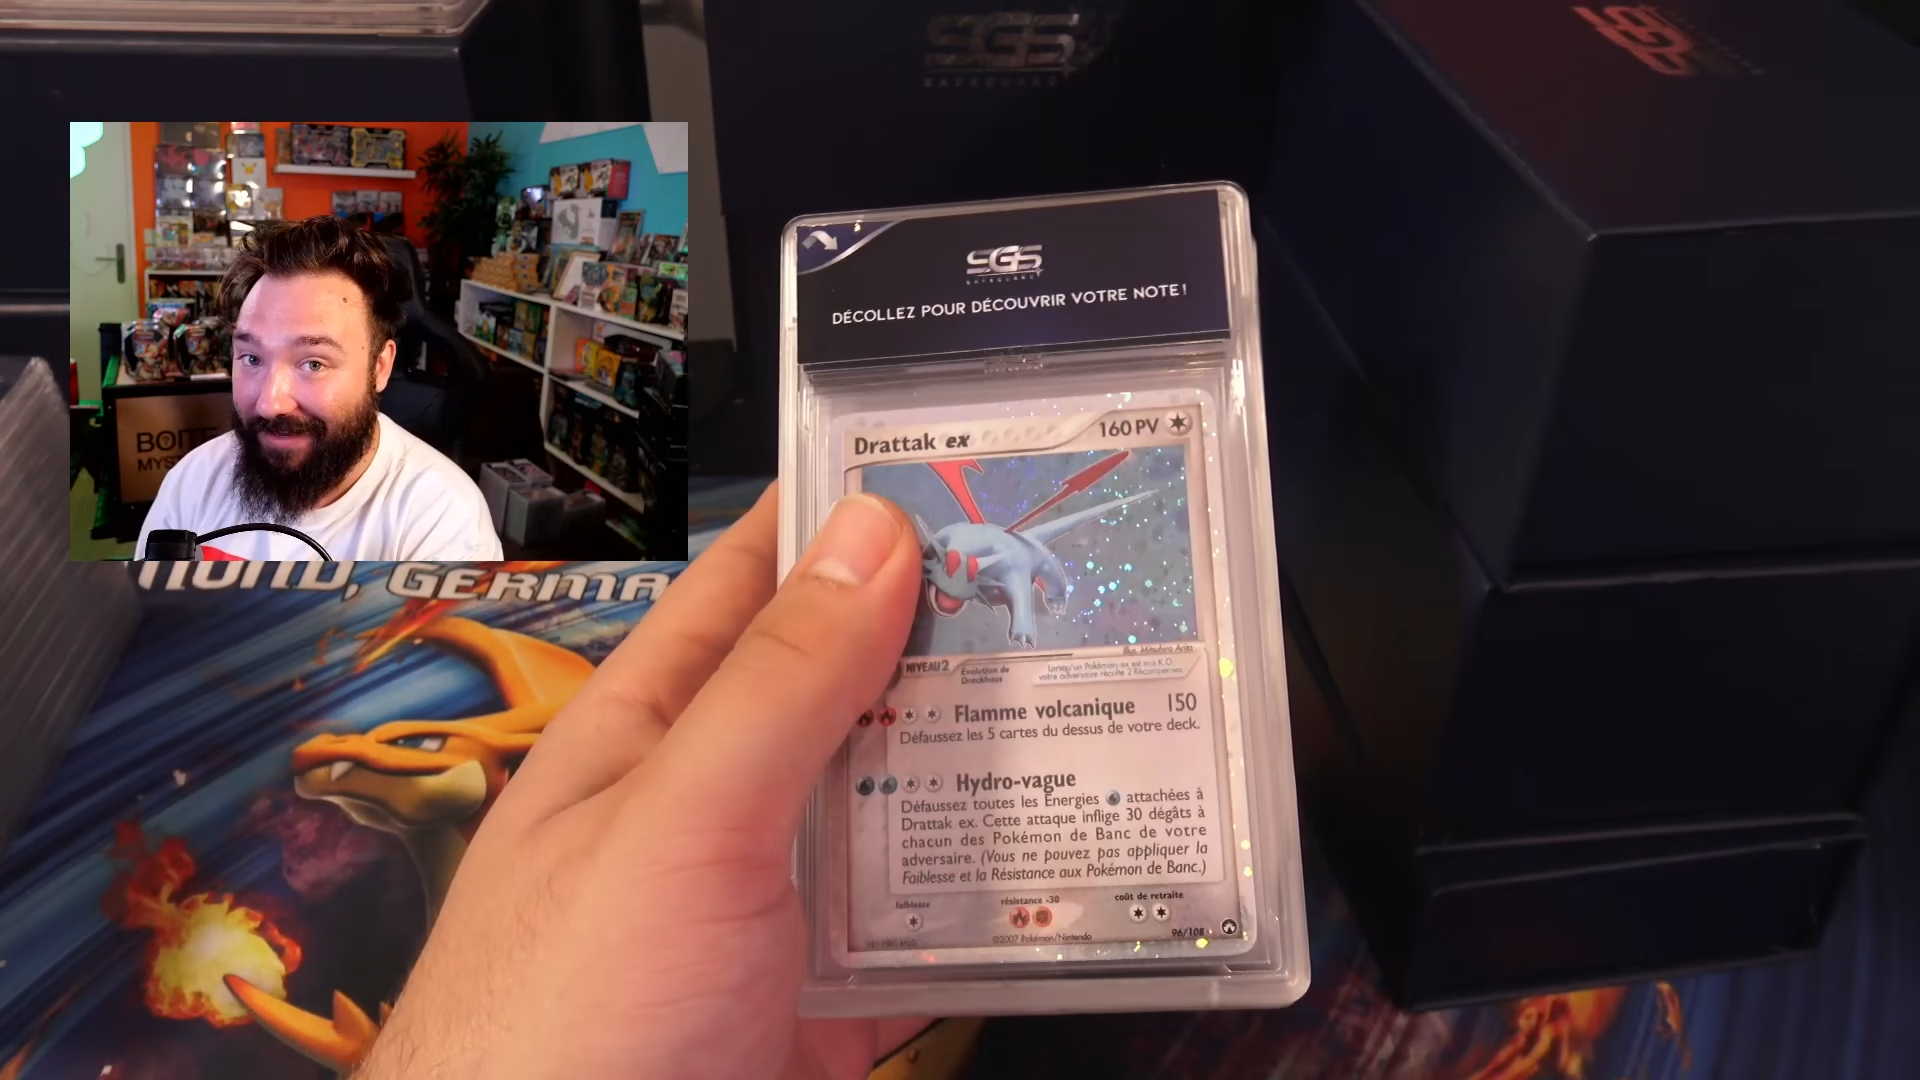 SGS
SAFEGUARD
SGS
BOITE
MYST
MOND, GERMA
SGS
SAFEGUARD
DÉCOLLEZ POUR DÉCOUVRIR VOTRE NOTE!
Drattak ex 160 PV
Illus. Mitsuhiro Arita
NIVEAU 2
Évolution de
Drackhaus
Lorsqu'un Pokémon-ex est mis K.O.
votre adversaire récolte 2 Récompenses.
Flamme volcanique 150
Défaussez les 5 cartes du dessus de votre deck.
Hydro-vague
Défaussez toutes les Énergies attachées à
Drattak ex. Cette attaque inflige 30 dégâts à
chacun des Pokémon de Banc de votre
adversaire. (Vous ne pouvez pas appliquer la
Faiblesse et la Résistance aux Pokémon de Banc.)
faiblesse
résistance -30
coût de retraite
©2007 Pokémon/Nintendo
96/108